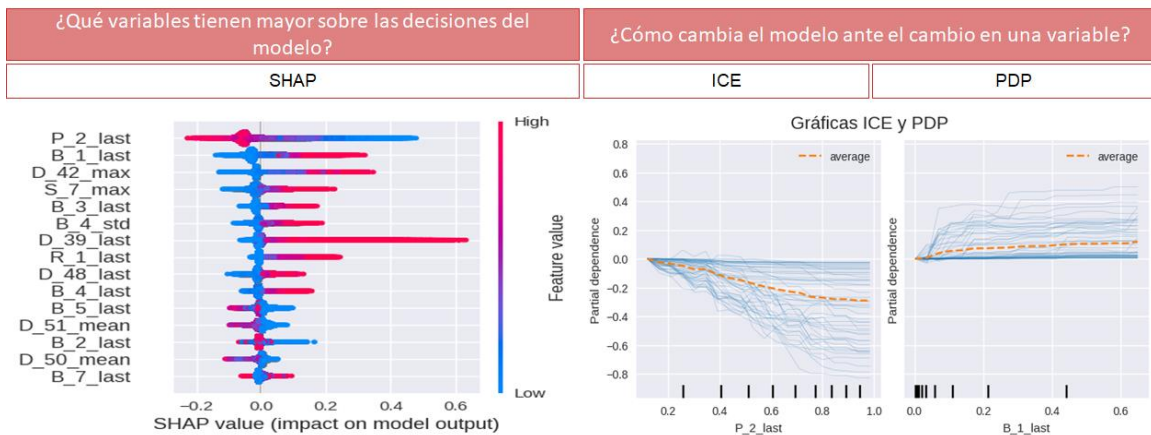 ¿Qué variables tienen mayor sobre las decisiones del
modelo?
¿Cómo cambia el modelo ante el cambio en una variable?
SHAP
ICE
PDP
High
P_2_last
B_1_last
D_42_max
S_7_max
B_3_last
B_4_std
D_39_last
R_1_last
D_48_last
B_4_last
B_5_last
D_51_mean
B_2_last
D_50_mean
B_7_last
Feature value
Low
−0.2 0.0 0.2 0.4 0.6
SHAP value (impact on model output)
Gráficas ICE y PDP
0.8
0.6
0.4
0.2
0.0
−0.2
−0.4
−0.6
−0.8
Partial dependence
average
0.2 0.4 0.6 0.8 1.0
P_2_last
Partial dependence
average
0.0 0.2 0.4 0.6
B_1_last